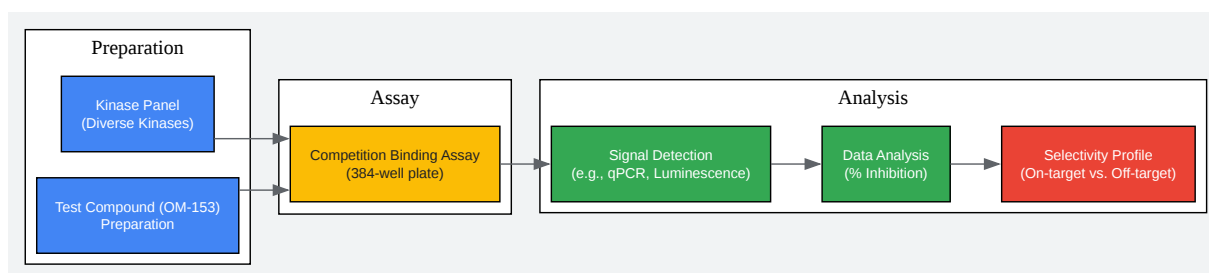 Preparation
Kinase Panel
(Diverse Kinases)
Test Compound (OM-153)
Preparation
Assay
Competition Binding Assay
(384-well plate)
Analysis
Signal Detection
(e.g., qPCR, Luminescence)
Data Analysis
(% Inhibition)
Selectivity Profile
(On-target vs. Off-target)